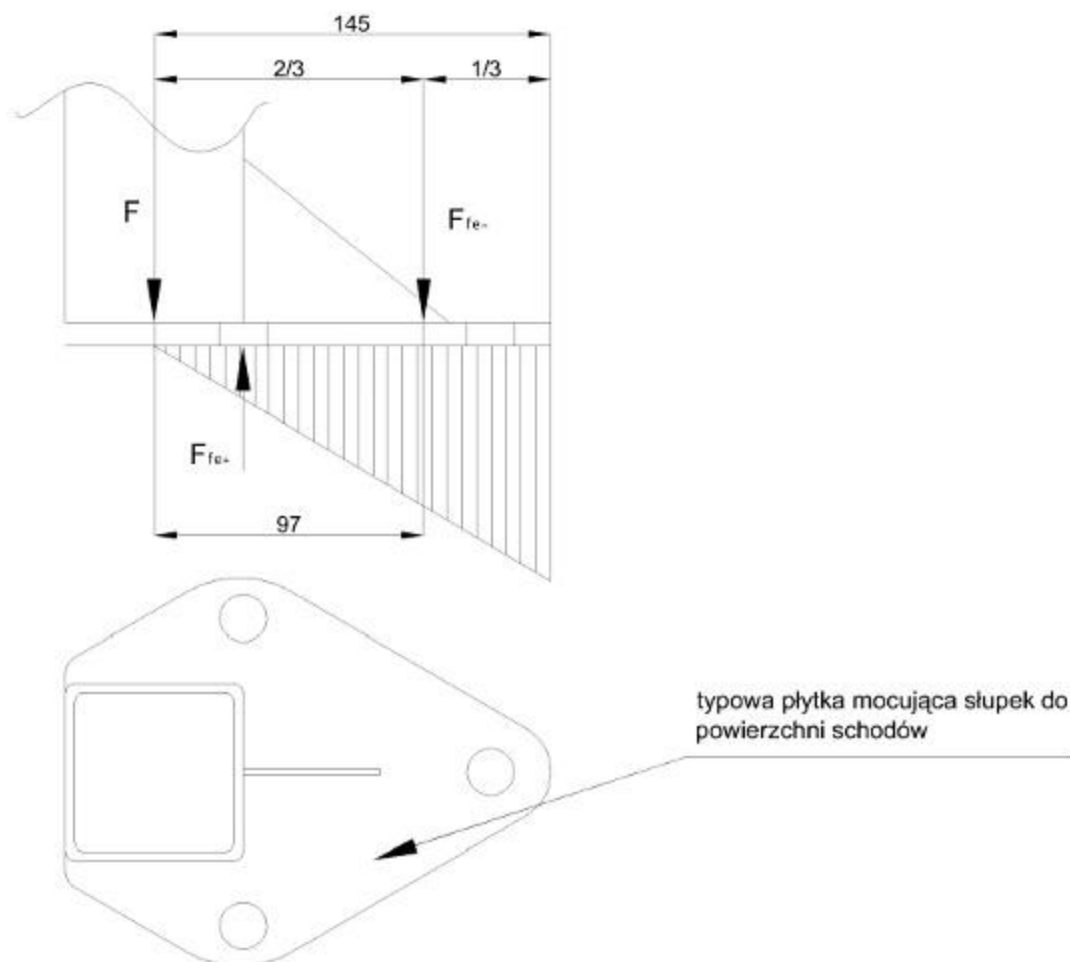 145
2/3
1/3
F
Ffe-
Ffe+
97
typowa płytka mocująca słupek do
powierzchni schodów